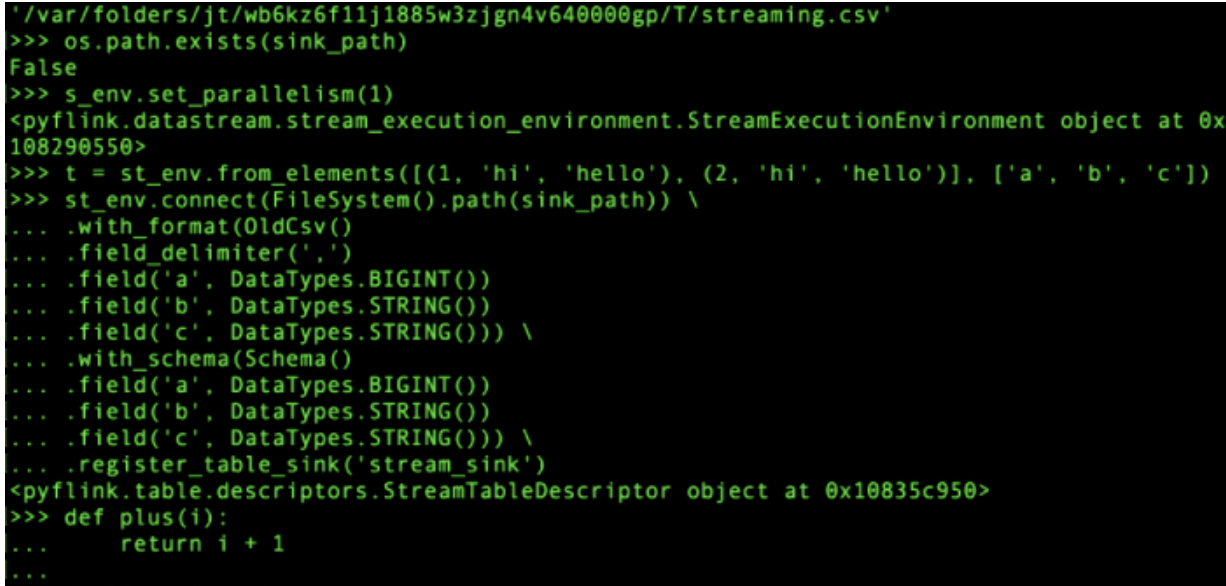 '/var/folders/jt/wb6kz6f11j1885w3zjgn4v640000gp/T/streaming.csv'
>>> os.path.exists(sink_path)
False
>>> s_env.set_parallelism(1)
<pyflink.datastream.stream_execution_environment.StreamExecutionEnvironment object at 0x
108290550>
>>> t = st_env.from_elements([(1, 'hi', 'hello'), (2, 'hi', 'hello')], ['a', 'b', 'c'])
>>> st_env.connect(FileSystem().path(sink_path)) \
... .with_format(OldCsv()
... .field_delimiter(',')
... .field('a', DataTypes.BIGINT())
... .field('b', DataTypes.STRING())
... .field('c', DataTypes.STRING())) \
... .with_schema(Schema()
... .field('a', DataTypes.BIGINT())
... .field('b', DataTypes.STRING())
... .field('c', DataTypes.STRING())) \
... .register_table_sink('stream_sink')
<pyflink.table.descriptors.StreamTableDescriptor object at 0x10835c950>
>>> def plus(i):
...     return i + 1
...